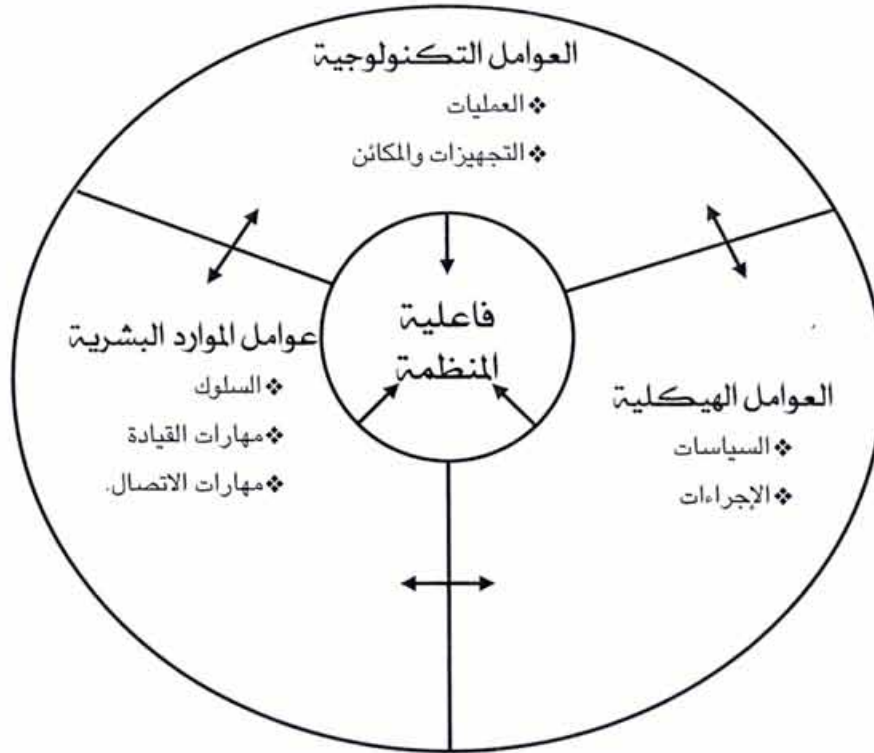 العوامل التكنولوجية
❖ العمليات
❖ التجهيزات والمكائن
فاعلية
المنظمة
العوامل الهيكلية
❖ السياسات
❖ الإجراءات
عوامل الموارد البشرية
❖ السلوك
❖ مهارات القيادة
❖ مهارات الاتصال.